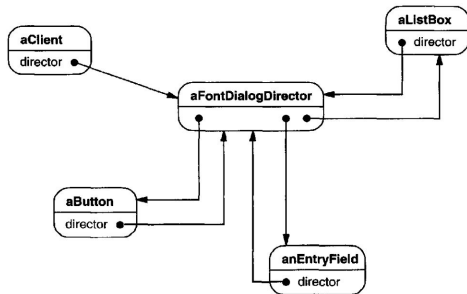 aClient
director
aListBox
director
aFontDialogDirector
aButton
director
anEntryField
director